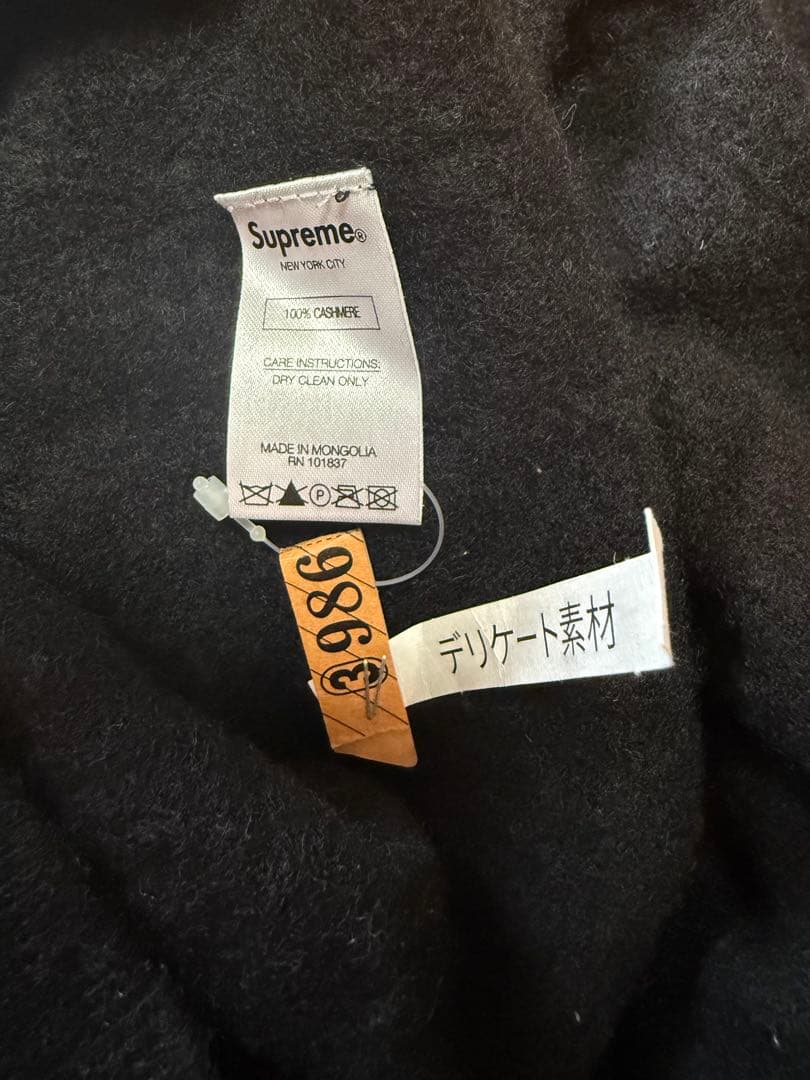 Supreme®
NEW YORK CITY
100% CASHMERE
CARE INSTRUCTIONS:
DRY CLEAN ONLY
MADE IN MONGOLIA
RN 101837
P
③986
デリケート素材